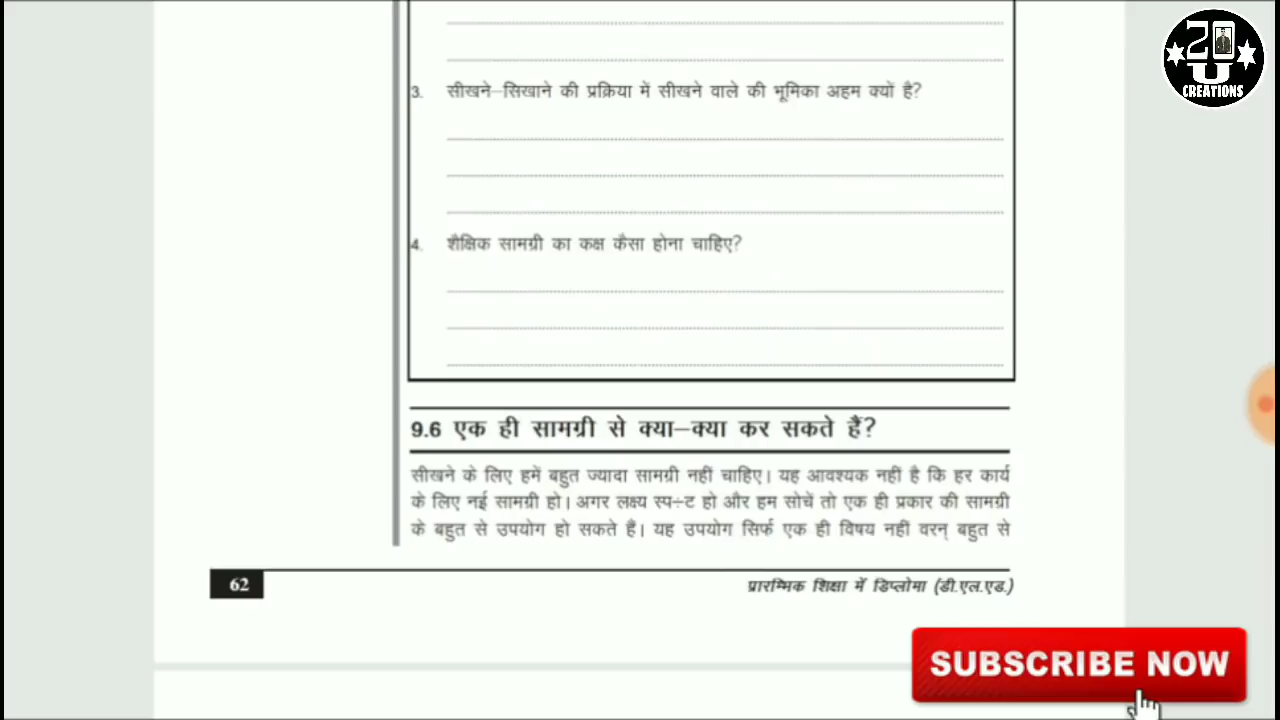 20
U
CREATIONS
3. सीखने–सिखाने की प्रक्रिया में सीखने वाले की भूमिका अहम क्यों है?
4. शैक्षिक सामग्री का कक्ष कैसा होना चाहिए?
9.6 एक ही सामग्री से क्या–क्या कर सकते हैं?
सीखने के लिए हमें बहुत ज्यादा सामग्री नहीं चाहिए। यह आवश्यक नहीं है कि हर कार्य
के लिए नई सामग्री हो। अगर लक्ष्य स्प÷ट हो और हम सोचें तो एक ही प्रकार की सामग्री
के बहुत से उपयोग हो सकते हैं। यह उपयोग सिर्फ एक ही विषय नहीं वरन् बहुत से
62
प्रारम्भिक शिक्षा में डिप्लोमा (डी.एल.एड.)
SUBSCRIBE NOW